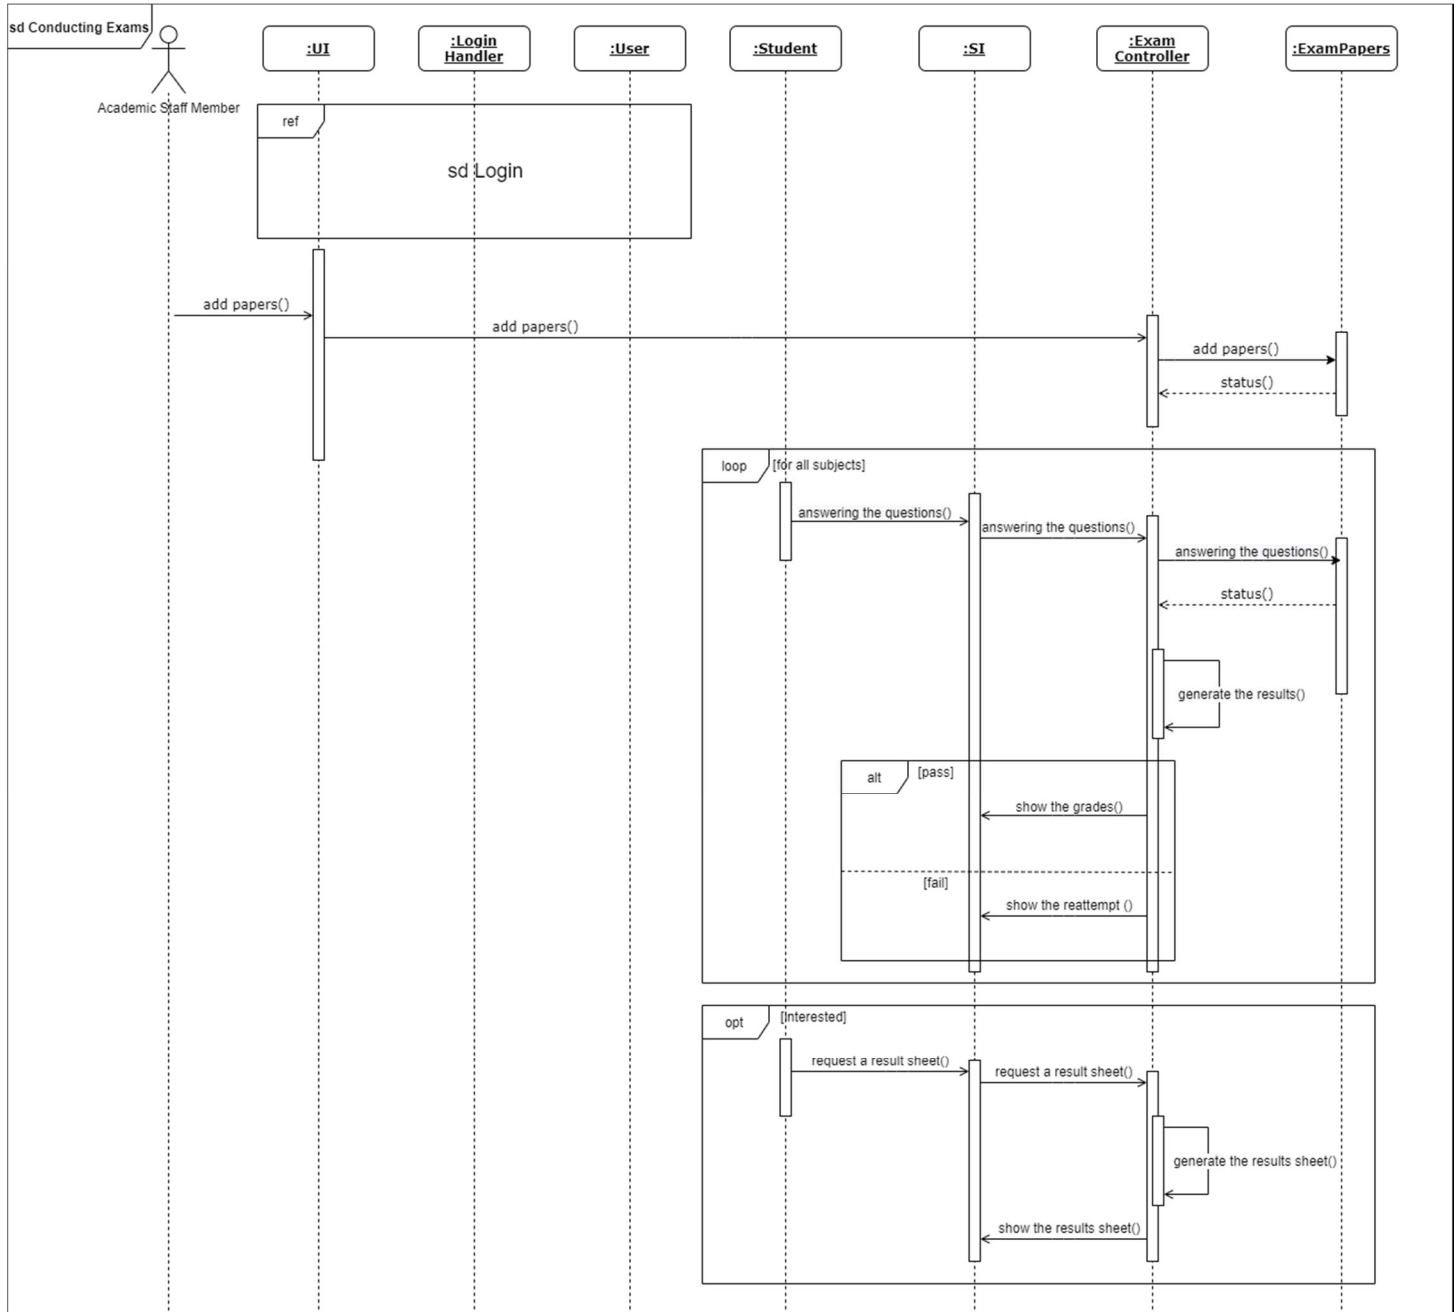 sd Conducting Exams
:UI
:Login
Handler
:User
:Student
:SI
:Exam
Controller
:ExamPapers
Academic Staff Member
ref
sd Login
add papers()
add papers()
add papers()
status()
loop
[for all subjects]
answering the questions()
answering the questions()
answering the questions()
status()
generate the results()
alt
[pass]
show the grades()
[fail]
show the reattempt ()
opt
[Interested]
request a result sheet()
request a result sheet()
generate the results sheet()
show the results sheet()